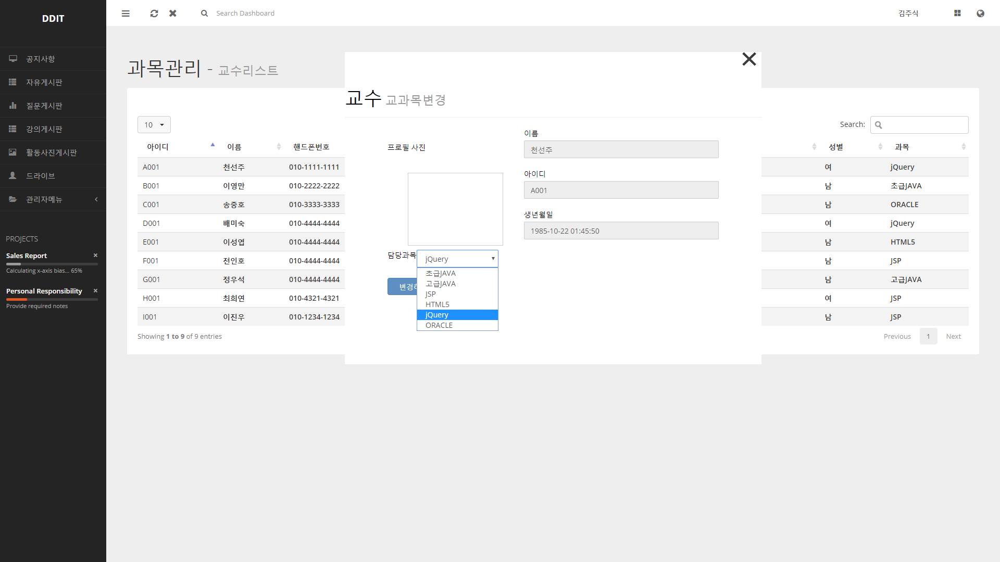 DDIT
공지사항
자유게시판
질문게시판
강의게시판
활동사진게시판
드라이브
관리자메뉴
PROJECTS
Sales Report
Calculating x-axis bias... 65%
Personal Responsibility
Provide required notes
Search Dashboard
김주식
과목관리 - 교수리스트
10
Search:
아이디 이름 핸드폰번호 성별 과목
A001 천선주 010-1111-1111 여 jQuery
B001 이영만 010-2222-2222 남 초급JAVA
C001 송중호 010-3333-3333 남 ORACLE
D001 배미숙 010-4444-4444 여 jQuery
E001 이성엽 010-4444-4444 남 HTML5
F001 전인호 010-4444-4444 남 JSP
G001 정우석 010-4444-4444 남 고급JAVA
H001 최희연 010-4321-4321 여 JSP
I001 이진우 010-1234-1234 남 JSP
Showing 1 to 9 of 9 entries
Previous 1 Next
교수 교과목변경
프로필 사진
이름
천선주
아이디
A001
생년월일
1985-10-22 01:45:50
담당과목 jQuery
초급JAVA
고급JAVA
JSP
HTML5
jQuery
ORACLE